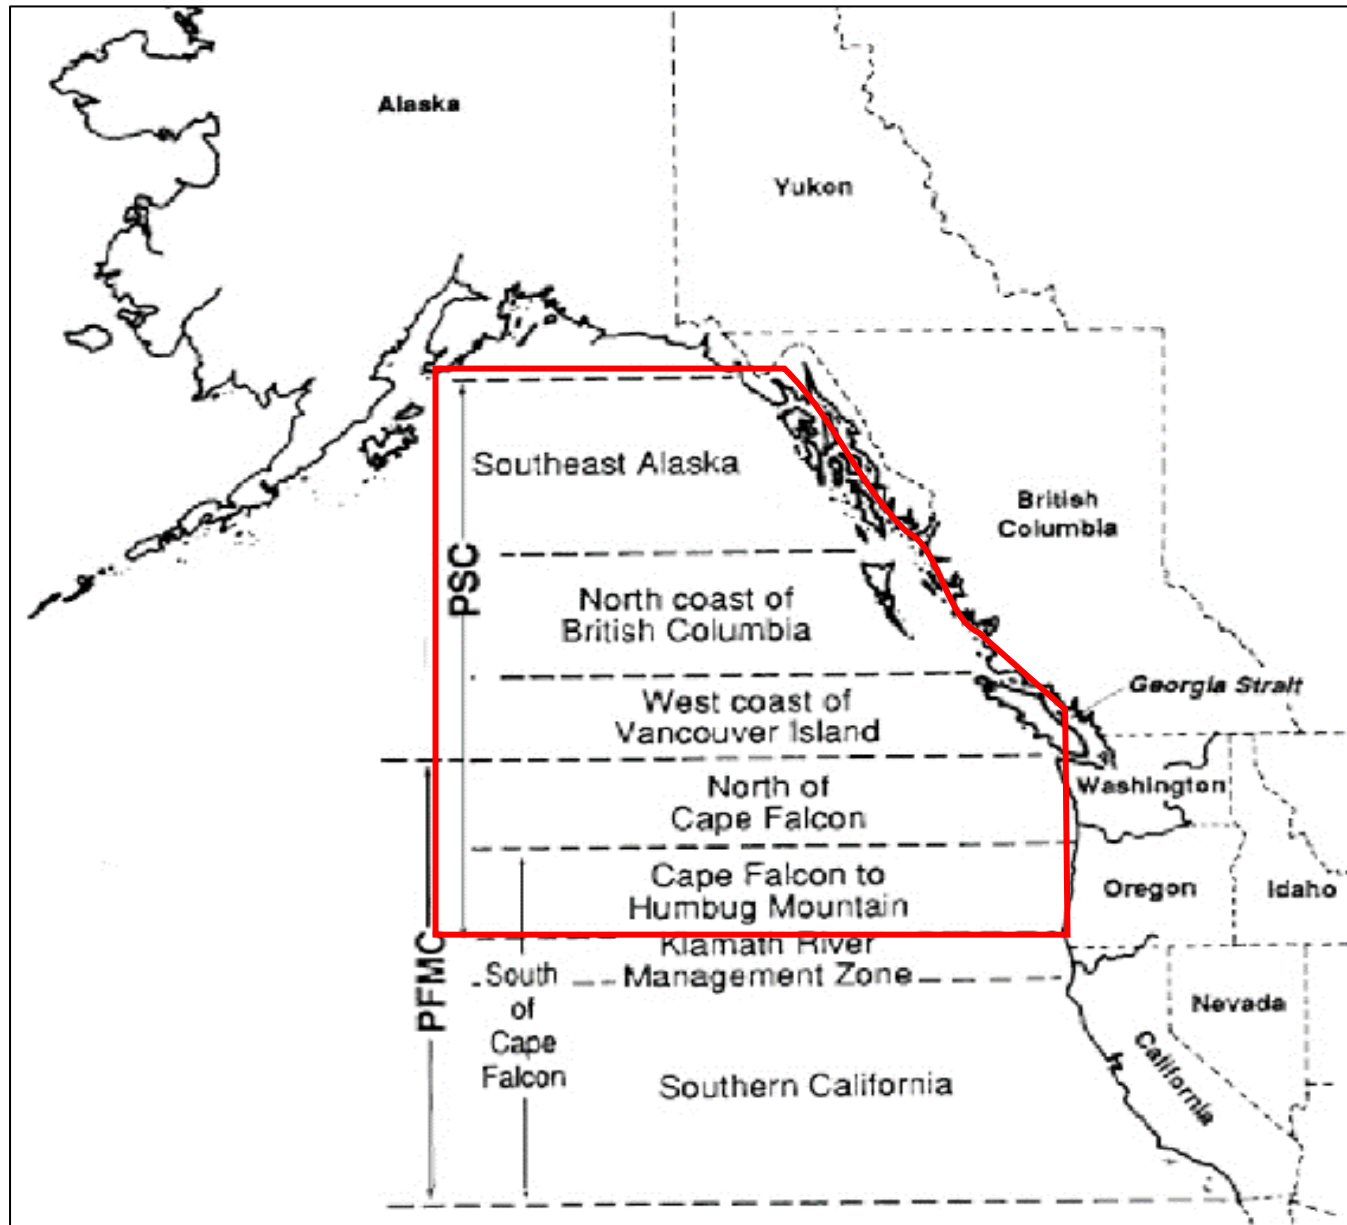 Alaska
Yukon
Southeast Alaska
British
Columbia
PSC
North coast of
British Columbia
Georgia Strait
West coast of
Vancouver Island
North of
Cape Falcon
Washington
Cape Falcon to
Humbug Mountain
Oregon
Idaho
PFMC
Klamath River
Management Zone
South
of
Cape
Falcon
Nevada
California
Southern California